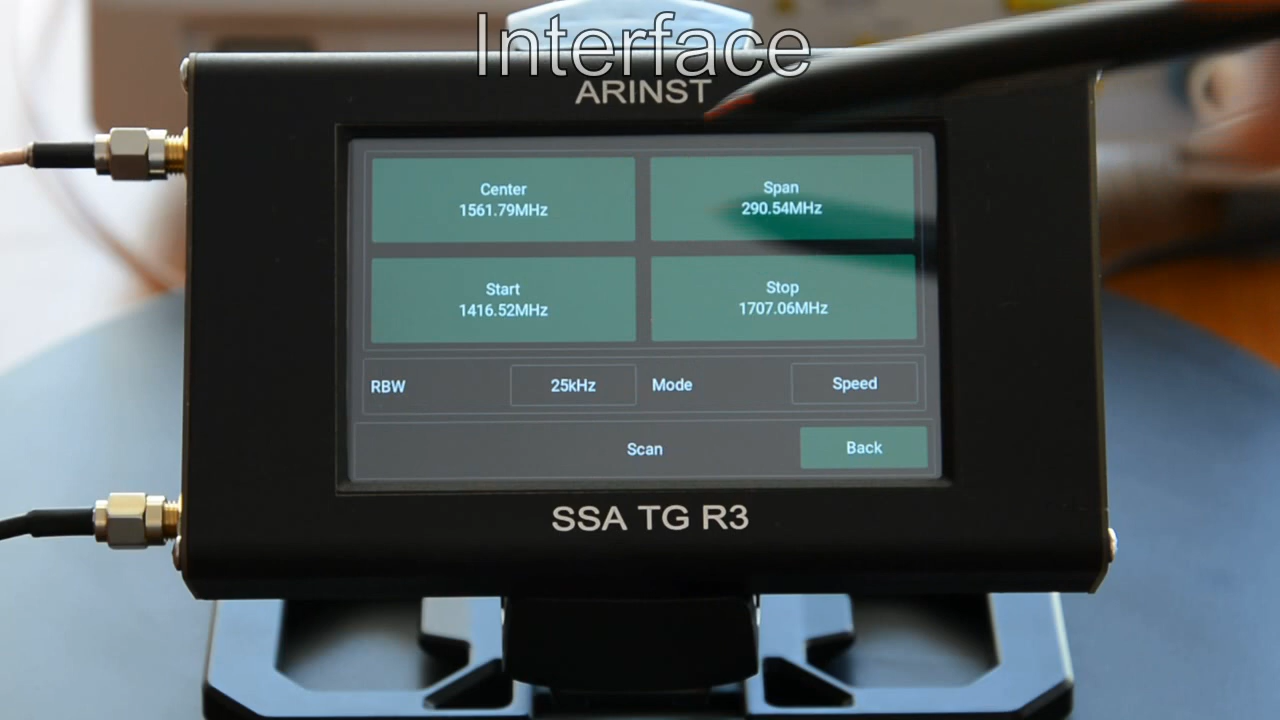 Interface
ARINST
Center
1561.79MHz
Span
290.54MHz
Start
1416.52MHz
Stop
1707.06MHz
RBW 25kHz Mode Speed
Scan Back
SSA TG R3